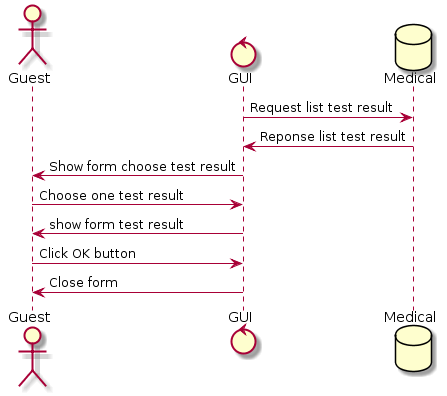 Guest
GUI
Medical
Request list test result
Reponse list test result
Show form choose test result
Choose one test result
show form test result
Click OK button
Close form
Guest
GUI
Medical